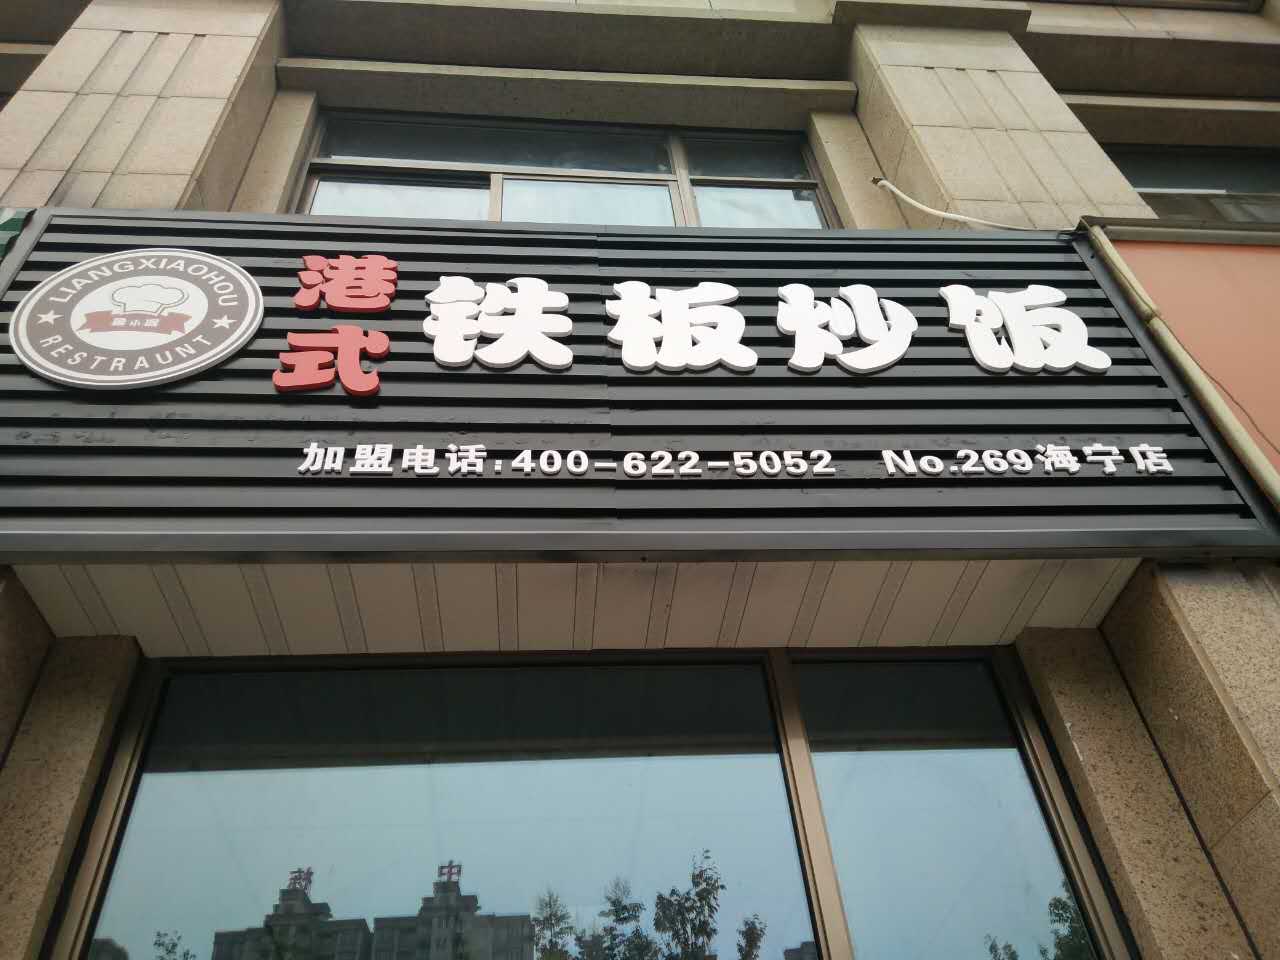 LIANGXIAOHOU
RESTRAUNT
港式
铁板炒饭
加盟电话:400-622-5052 No.269海宁店
中